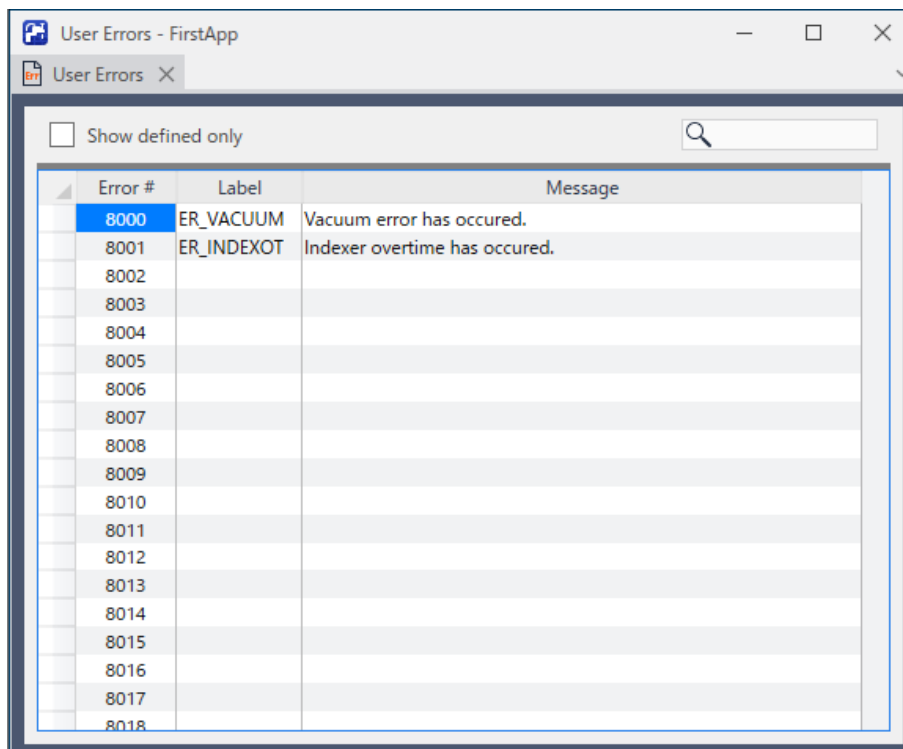 User Errors - FirstApp
Err User Errors
Show defined only
Error # Label Message
8000 ER_VACUUM Vacuum error has occured.
8001 ER_INDEXOT Indexer overtime has occured.
8002
8003
8004
8005
8006
8007
8008
8009
8010
8011
8012
8013
8014
8015
8016
8017
8018